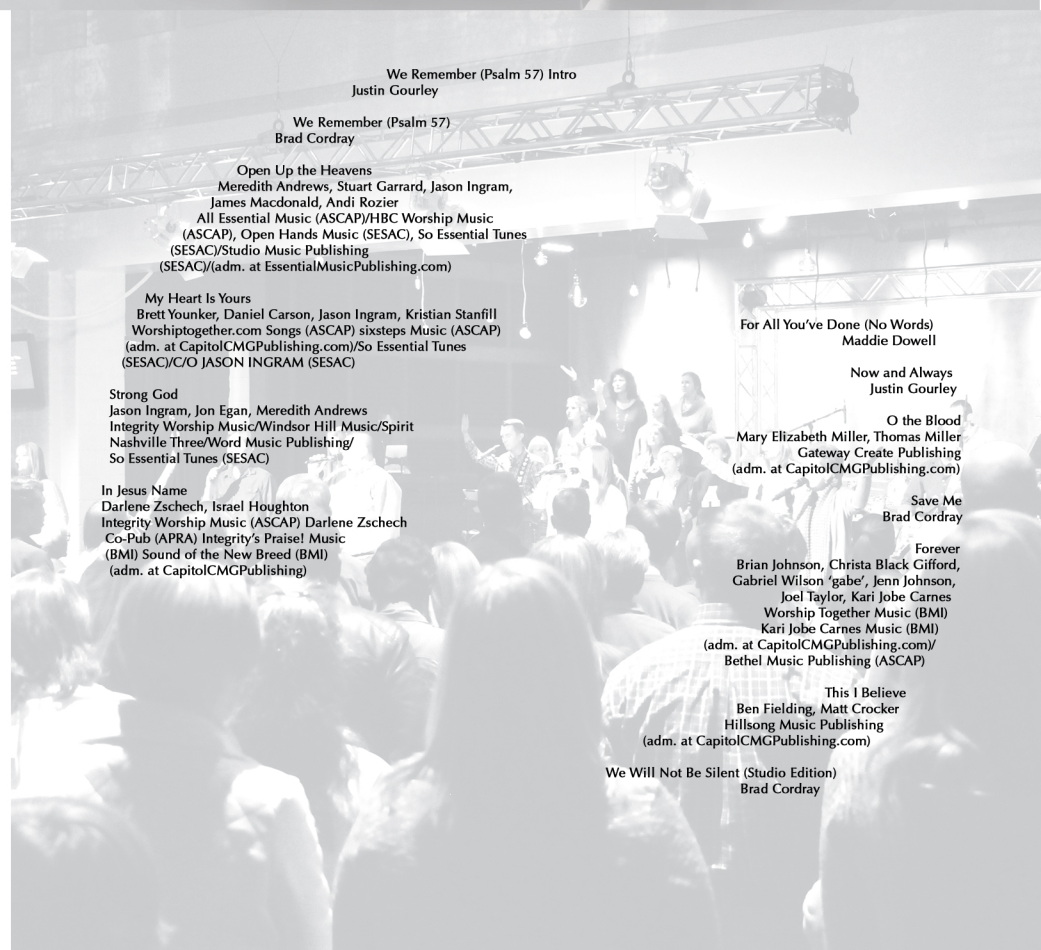 We Remember (Psalm 57) Intro
Justin Gourley
We Remember (Psalm 57)
Brad Cordray
Open Up the Heavens
Meredith Andrews, Stuart Garrard, Jason Ingram,
James Macdonald, Andi Rozier
All Essential Music (ASCAP)/HBC Worship Music
(ASCAP), Open Hands Music (SESAC), So Essential Tunes
(SESAC)/Studio Music Publishing
(SESAC)/(adm. at EssentialMusicPublishing.com)
My Heart Is Yours
Brett Younker, Daniel Carson, Jason Ingram, Kristian Stanfill
Worshiptogether.com Songs (ASCAP) sixsteps Music (ASCAP)
(adm. at CapitolCMGPublishing.com)/So Essential Tunes
(SESAC)/C/O JASON INGRAM (SESAC)
Strong God
Jason Ingram, Jon Egan, Meredith Andrews
Integrity Worship Music/Windsor Hill Music/Spirit
Nashville Three/Word Music Publishing/
So Essential Tunes (SESAC)
In Jesus Name
Darlene Zschech, Israel Houghton
Integrity Worship Music (ASCAP) Darlene Zschech
Co-Pub (APRA) Integrity's Praise! Music
(BMI) Sound of the New Breed (BMI)
(adm. at CapitolCMGPublishing)
For All You've Done (No Words)
Maddie Dowell
Now and Always
Justin Gourley
O the Blood
Mary Elizabeth Miller, Thomas Miller
Gateway Create Publishing
(adm. at CapitolCMGPublishing.com)
Save Me
Brad Cordray
Forever
Brian Johnson, Christa Black Gifford,
Gabriel Wilson 'gabe', Jenn Johnson,
Joel Taylor, Kari Jobe Carnes
Worship Together Music (BMI)
Kari Jobe Carnes Music (BMI)
(adm. at CapitolCMGPublishing.com)/
Bethel Music Publishing (ASCAP)
This I Believe
Ben Fielding, Matt Crocker
Hillsong Music Publishing
(adm. at CapitolCMGPublishing.com)
We Will Not Be Silent (Studio Edition)
Brad Cordray